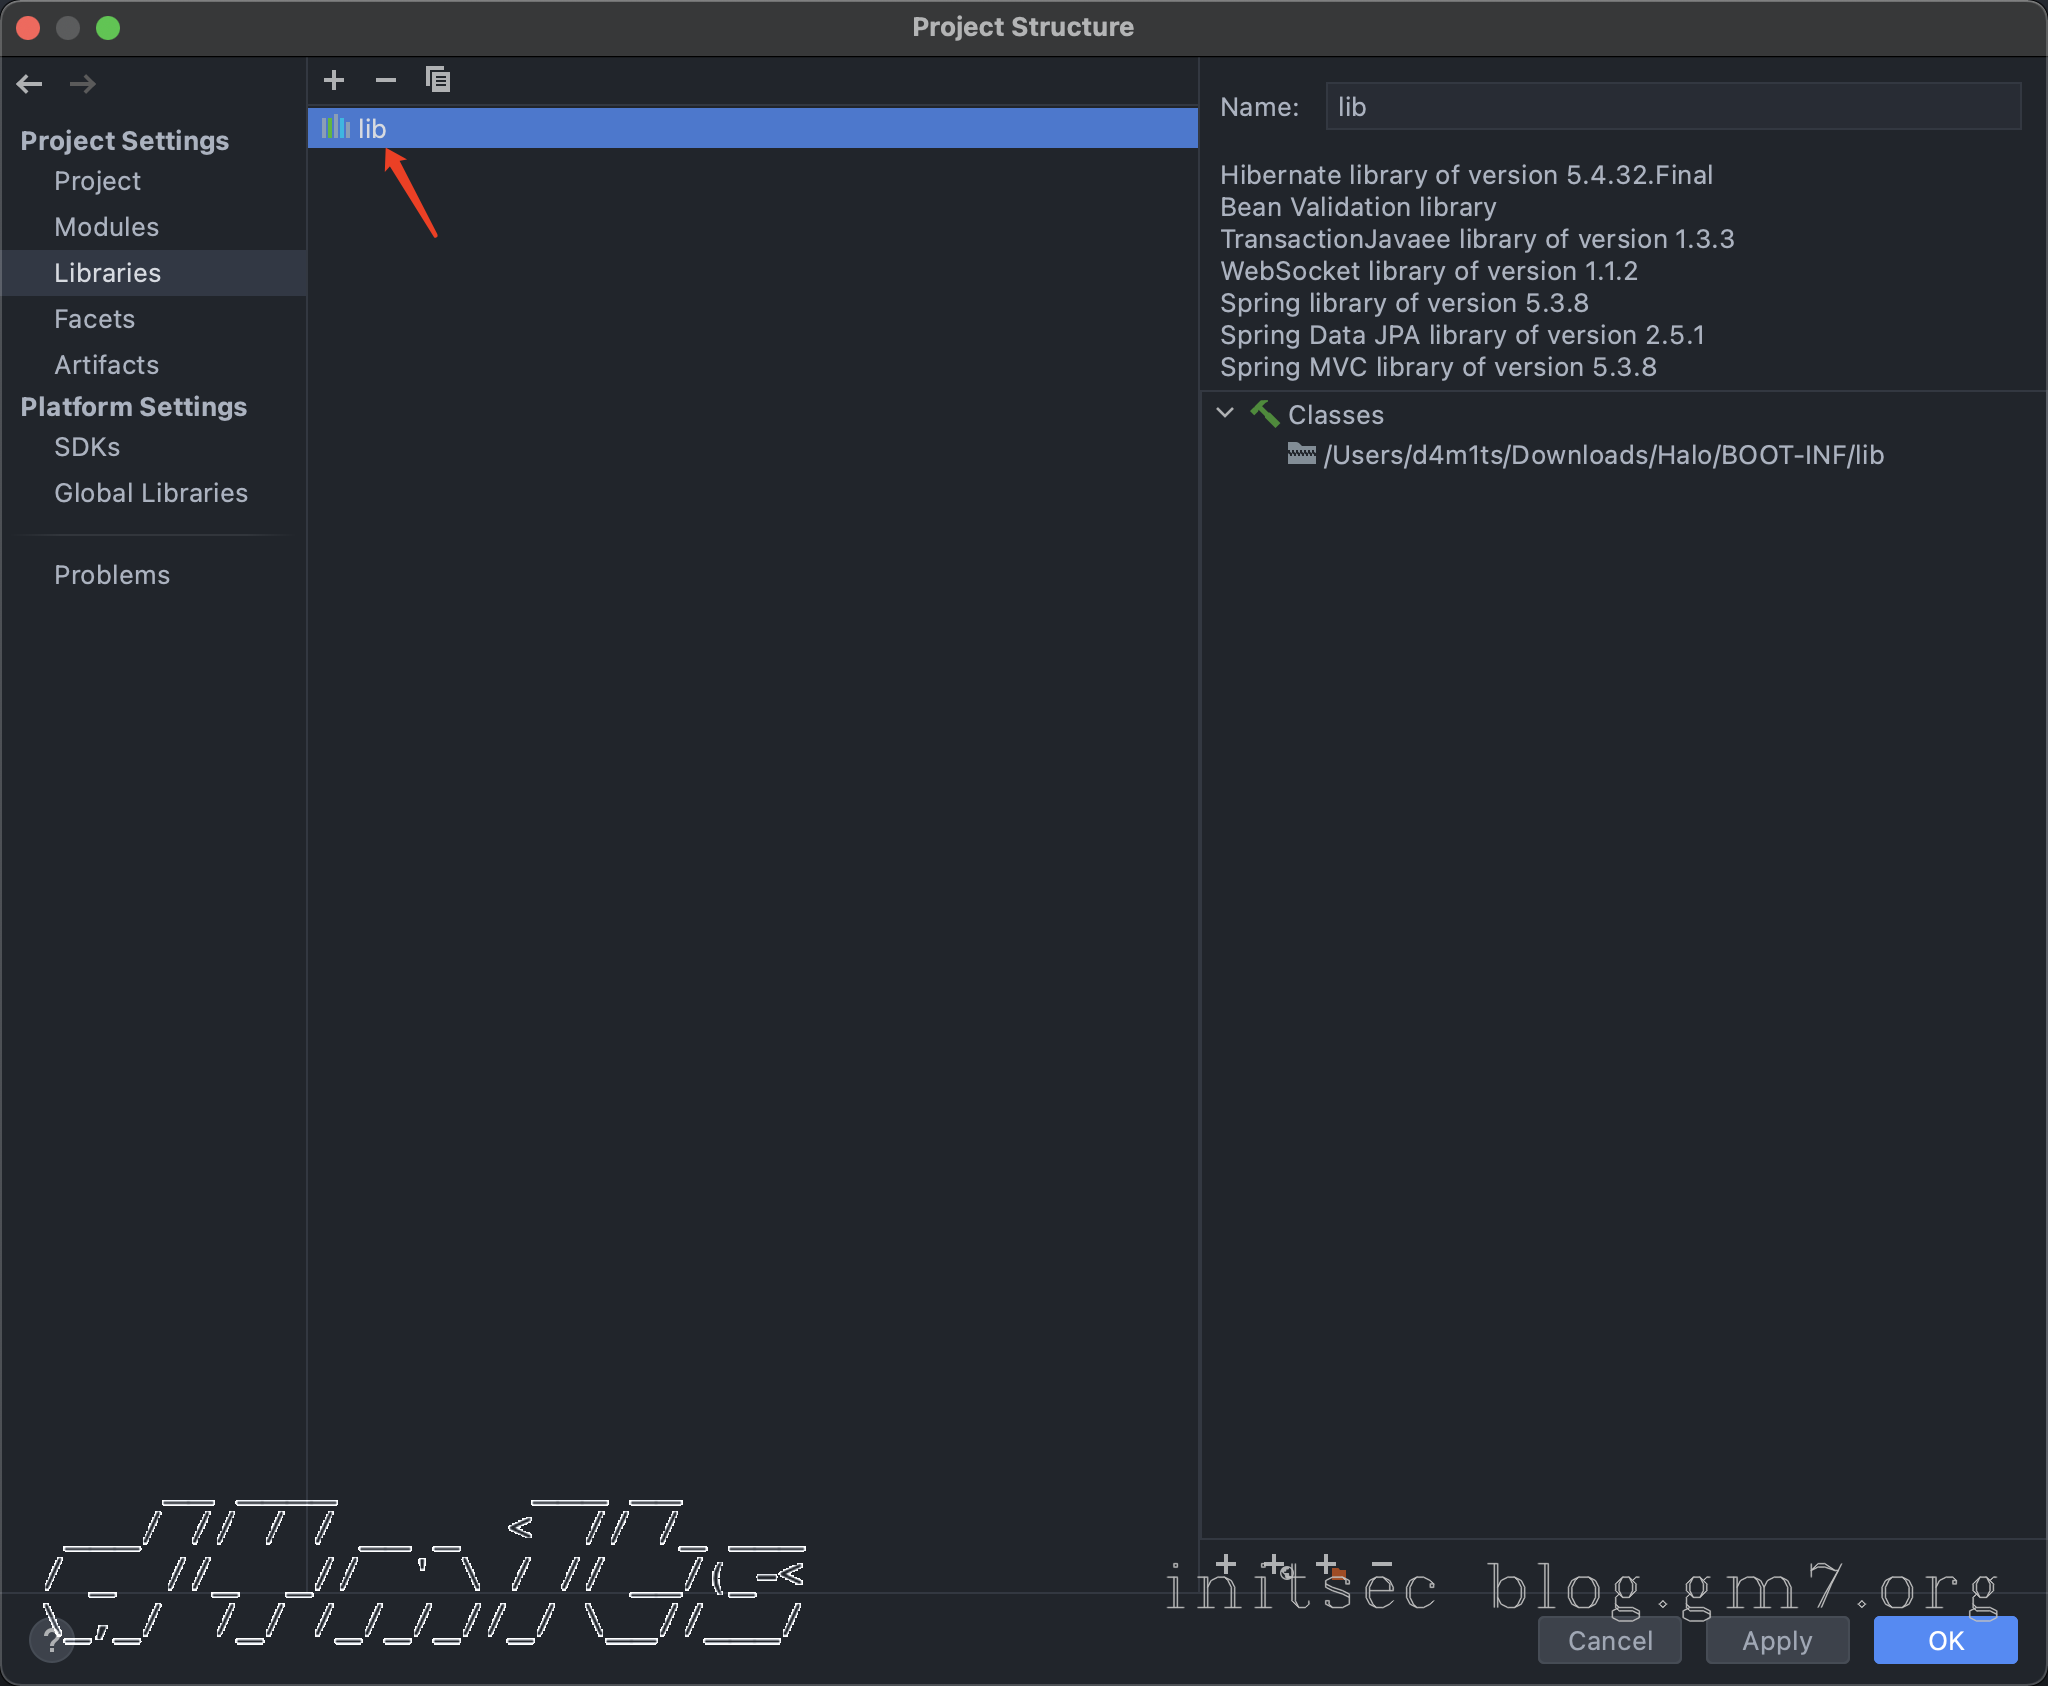 Project Structure
Project Settings
Project
Modules
Libraries
Facets
Artifacts
Platform Settings
SDKs
Global Libraries
Problems
lib
Name: lib
Hibernate library of version 5.4.32.Final
Bean Validation library
TransactionJavaee library of version 1.3.3
WebSocket library of version 1.1.2
Spring library of version 5.3.8
Spring Data JPA library of version 2.5.1
Spring MVC library of version 5.3.8
Classes
/Users/d4m1ts/Downloads/Halo/BOOT-INF/lib
d4m1ts
initsec blog.gm7.org
?
Cancel
Apply
OK